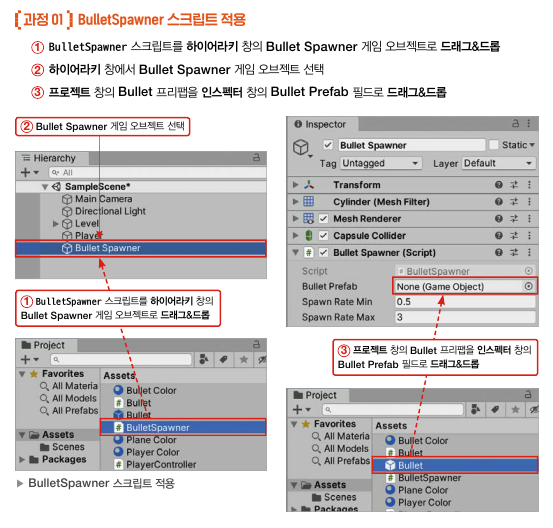 [과정 01] BulletSpawner 스크립트 적용
① BulletSpawner 스크립트를 하이어라키 창의 Bullet Spawner 게임 오브젝트로 드래그&드롭
② 하이어라키 창에서 Bullet Spawner 게임 오브젝트 선택
③ 프로젝트 창의 Bullet 프리팹을 인스펙터 창의 Bullet Prefab 필드로 드래그&드롭
② Bullet Spawner 게임 오브젝트 선택
Hierarchy
All
SampleScene*
Main Camera
Directional Light
Level
Player
Bullet Spawner
① BulletSpawner 스크립트를 하이어라키 창의
Bullet Spawner 게임 오브젝트로 드래그&드롭
Project
Favorites
All Materia
All Models
All Prefabs
Assets
Scenes
Packages
Assets
Bullet Color
Bullet
Bullet
BulletSpawner
Plane Color
Player Color
PlayerController
▶ BulletSpawner 스크립트 적용
Inspector
Bullet Spawner Static
Tag Untagged Layer Default
Transform
Cylinder (Mesh Filter)
Mesh Renderer
Capsule Collider
# Bullet Spawner (Script)
Script # BulletSpawner
Bullet Prefab None (Game Object)
Spawn Rate Min 0.5
Spawn Rate Max 3
③ 프로젝트 창의 Bullet 프리팹을 인스펙터 창의
Bullet Prefab 필드로 드래그&드롭
Project
Favorites
All Materia
All Models
All Prefabs
Assets
Scenes
Packages
Assets
Bullet Color
Bullet
Bullet
BulletSpawner
Plane Color
Player Color